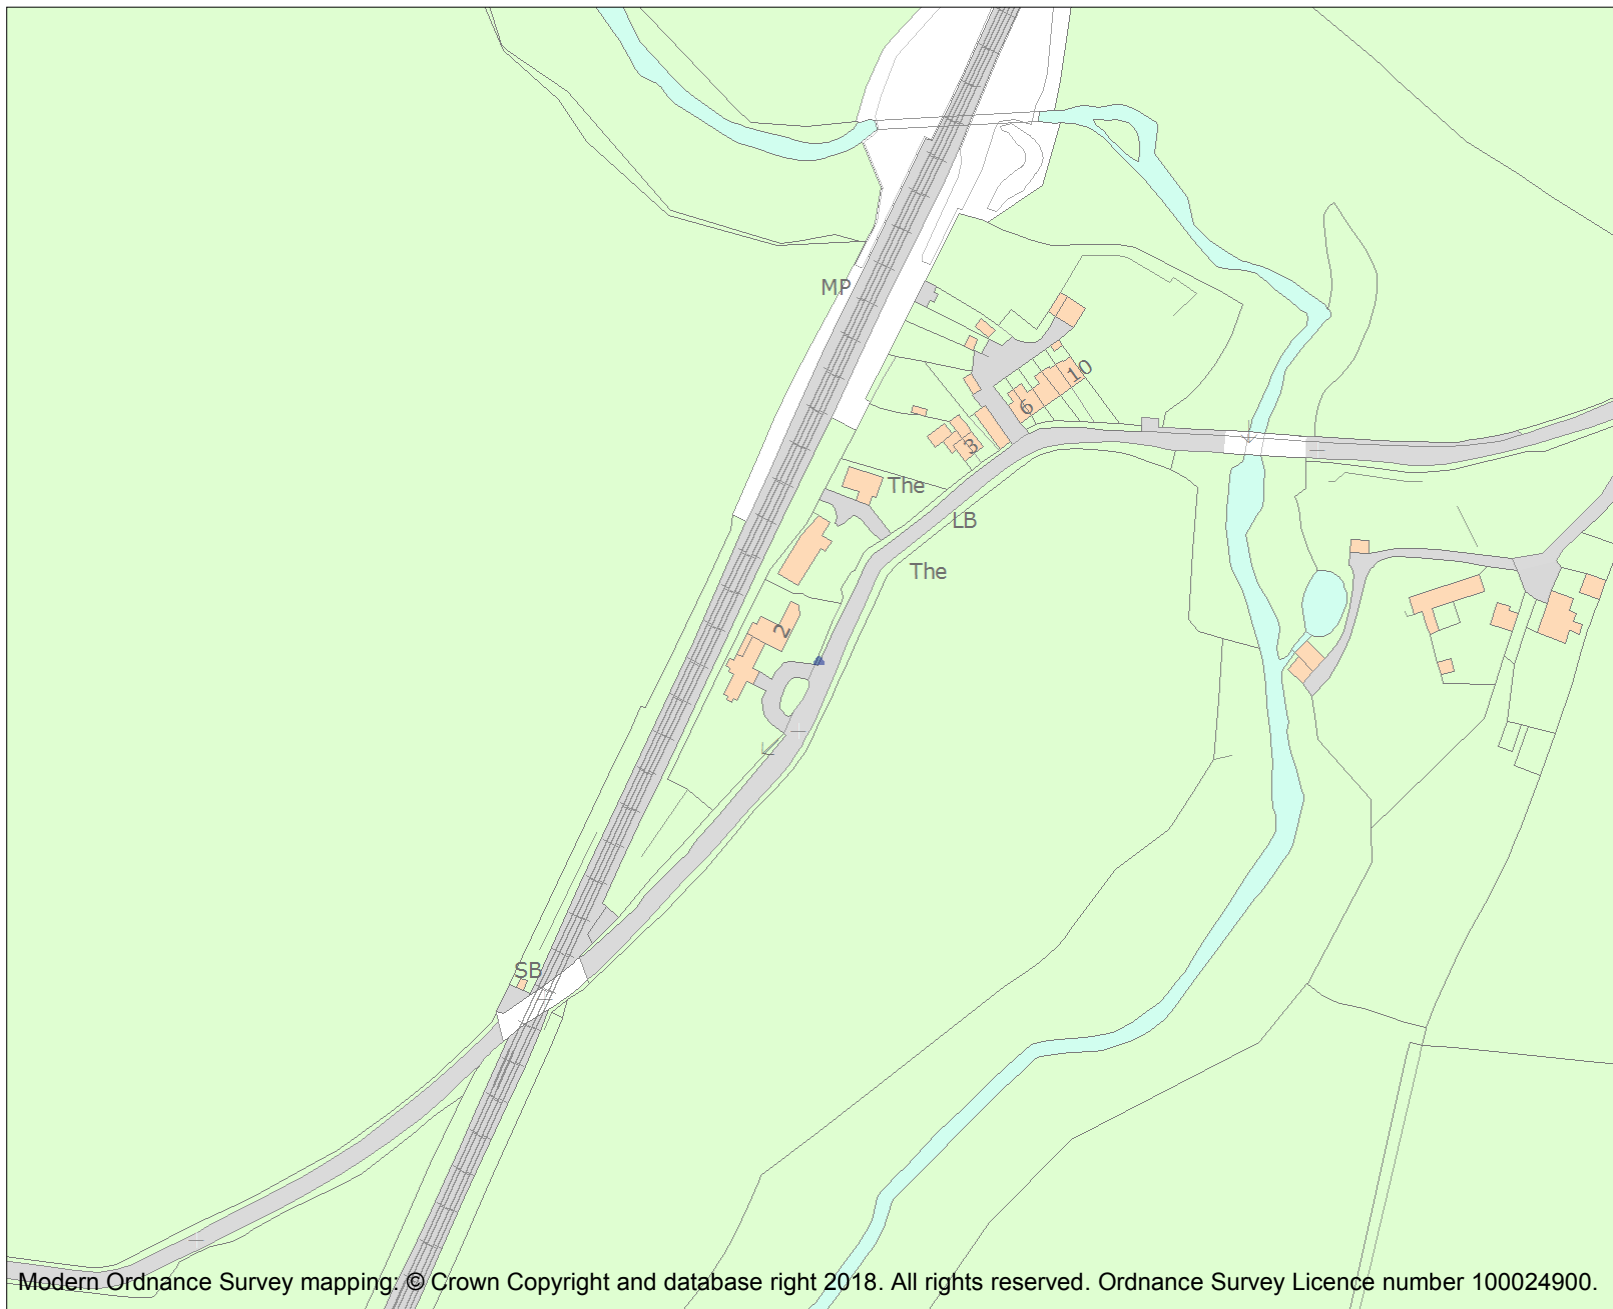 MP
10
6
3
The
LB
The
2
SB
Modern Ordnance Survey mapping: © Crown Copyright and database right 2018. All rights reserved. Ordnance Survey Licence number 100024900.